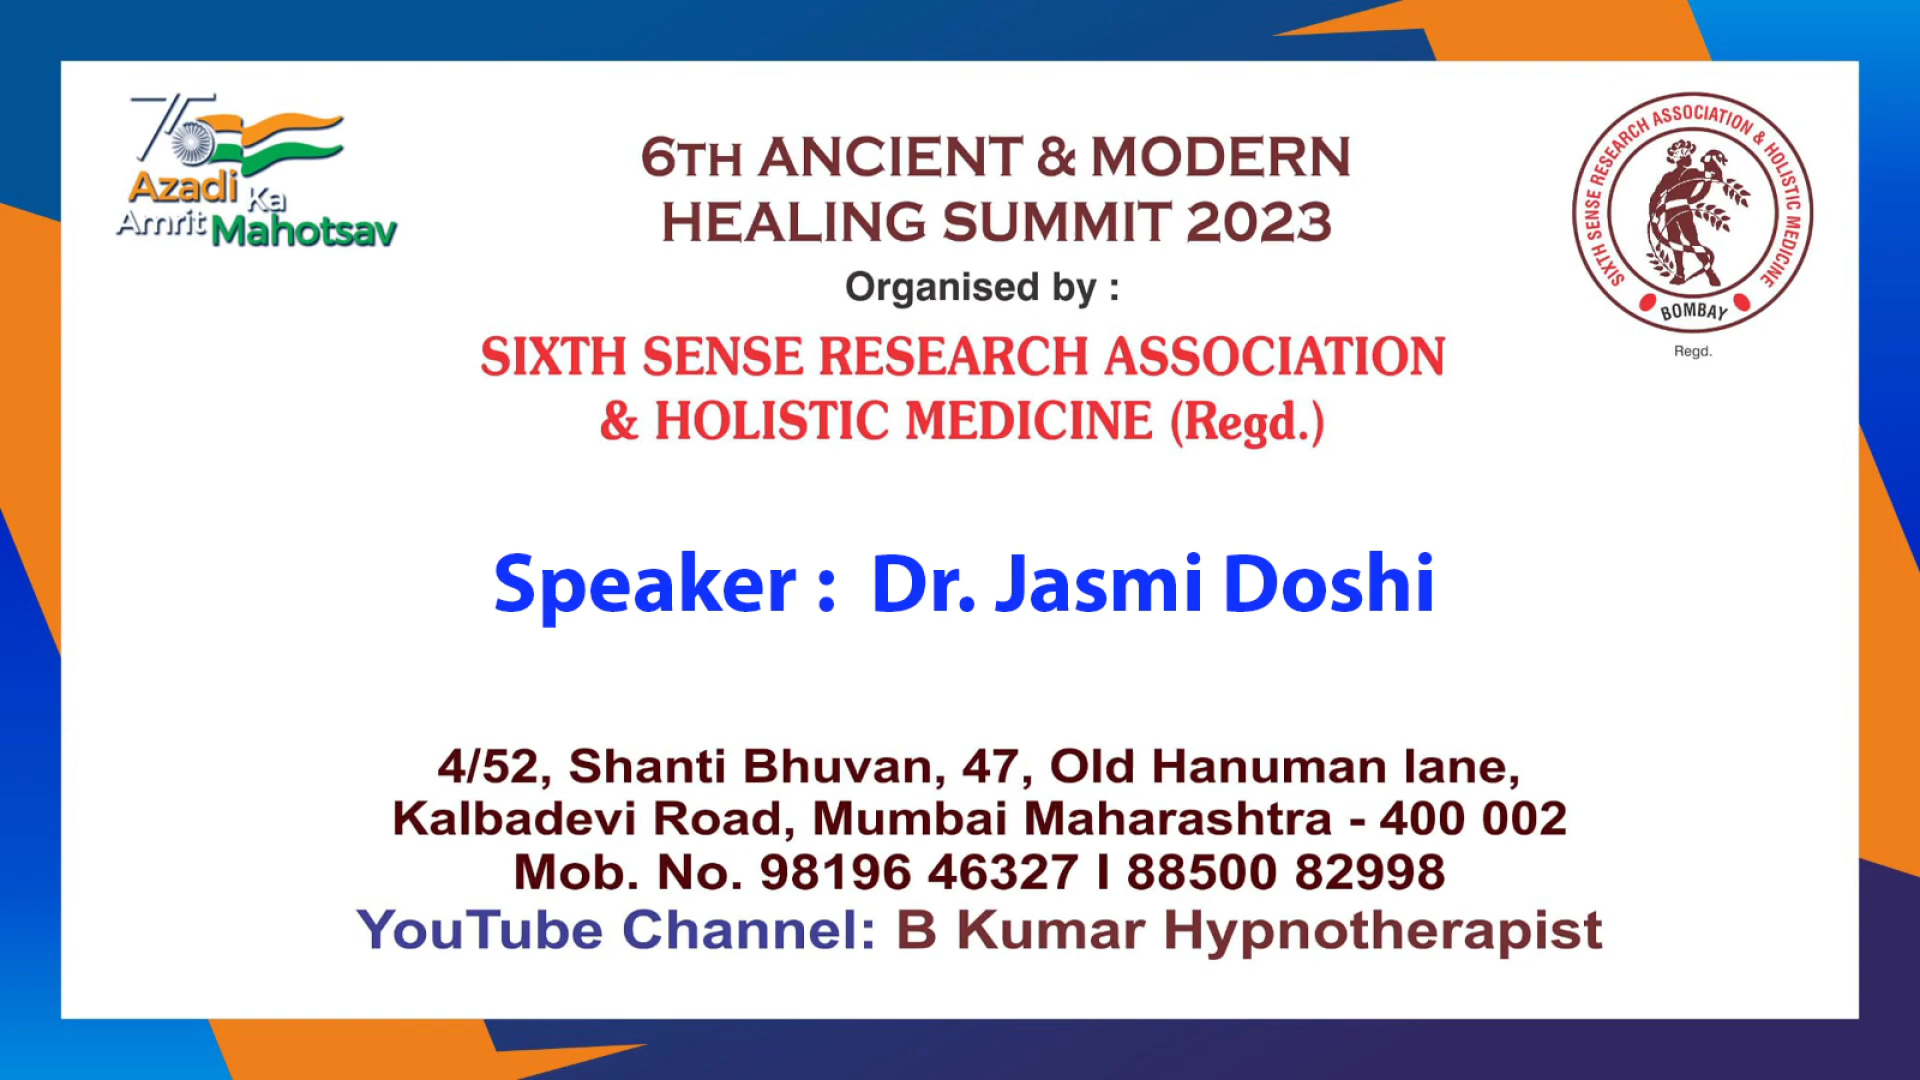 75
Azadi Ka
Amrit Mahotsav
6TH ANCIENT & MODERN
HEALING SUMMIT 2023
Organised by :
SIXTH SENSE RESEARCH ASSOCIATION
& HOLISTIC MEDICINE (Regd.)
SIXTH SENSE RESEARCH ASSOCIATION & HOLISTIC MEDICINE
BOMBAY
Regd.
Speaker : Dr. Jasmi Doshi
4/52, Shanti Bhuvan, 47, Old Hanuman lane,
Kalbadevi Road, Mumbai Maharashtra - 400 002
Mob. No. 98196 46327 I 88500 82998
YouTube Channel: B Kumar Hypnotherapist